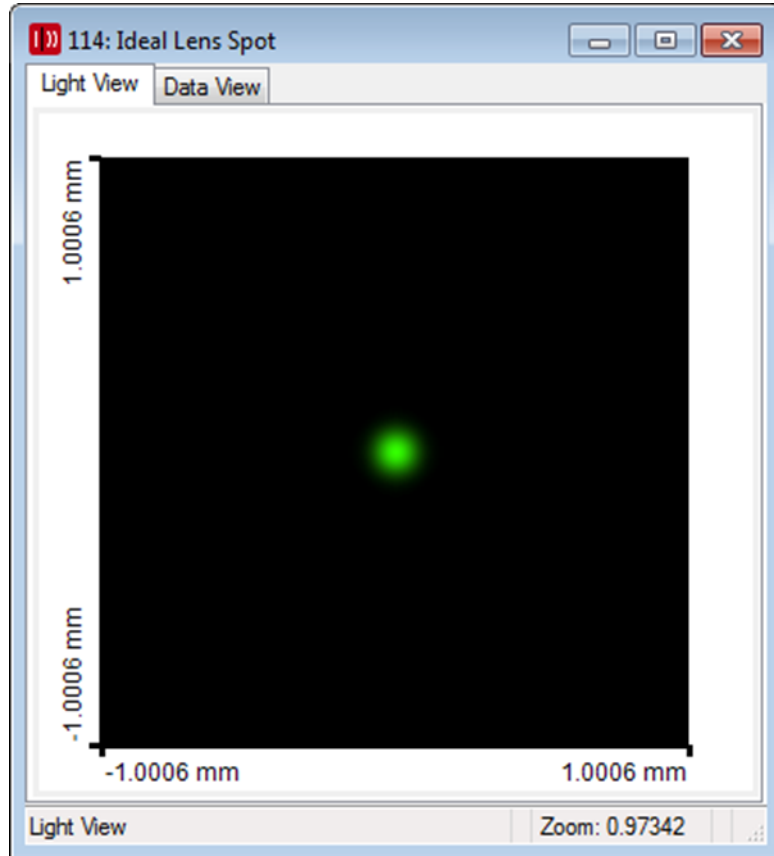 114: Ideal Lens Spot
Light View Data View
1.0006 mm
-1.0006 mm
-1.0006 mm 1.0006 mm
Light View Zoom: 0.97342